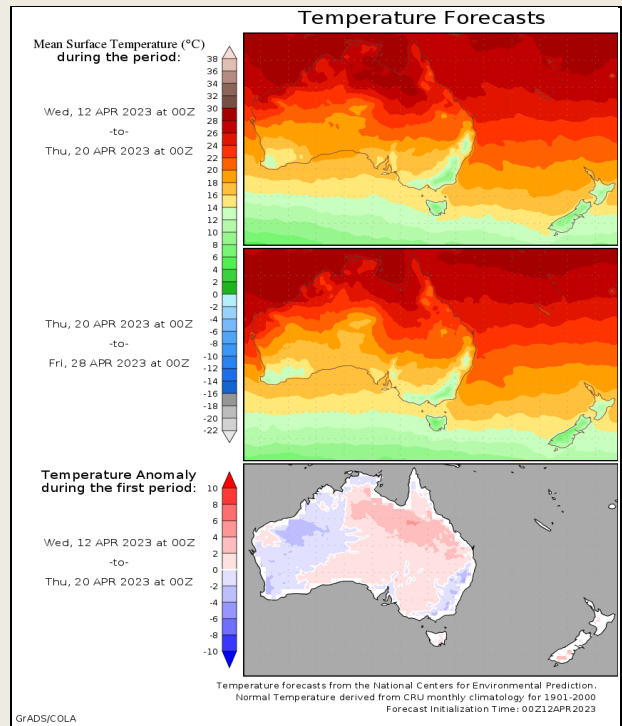 Temperature Forecasts
Mean Surface Temperature (°C)
during the period:
Wed, 12 APR 2023 at 00Z
-to-
Thu, 20 APR 2023 at 00Z
38
36
34
32
30
28
26
24
22
20
18
16
14
12
10
8
6
4
2
0
-2
-4
-6
-8
-10
-12
-14
-16
-18
-20
-22
Thu, 20 APR 2023 at 00Z
-to-
Fri, 28 APR 2023 at 00Z
Temperature Anomaly
during the first period:
Wed, 12 APR 2023 at 00Z
-to-
Thu, 20 APR 2023 at 00Z
10
8
6
4
2
0
-2
-4
-6
-8
-10
Temperature forecasts from the National Centers for Environmental Prediction.
Normal Temperature derived from CRU monthly climatology for 1901-2000
Forecast Initialization Time: 00Z12APR2023
GrADS/COLA